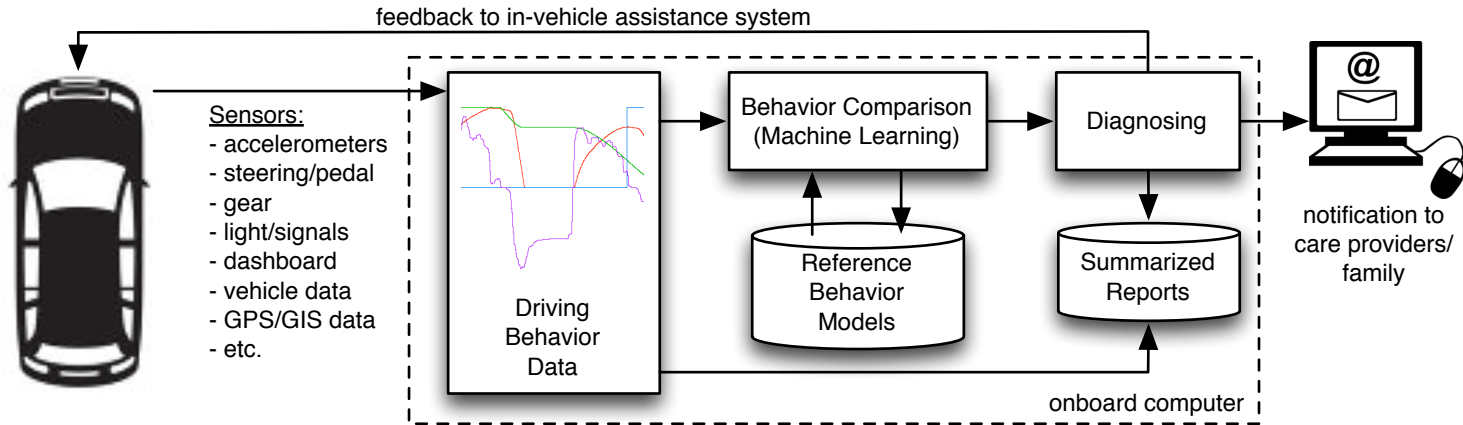 feedback to in-vehicle assistance system
Sensors:
- accelerometers
- steering/pedal
- gear
- light/signals
- dashboard
- vehicle data
- GPS/GIS data
- etc.
Driving
Behavior
Data
Behavior Comparison
(Machine Learning)
Reference
Behavior
Models
Diagnosing
Summarized
Reports
onboard computer
@
notification to
care providers/
family